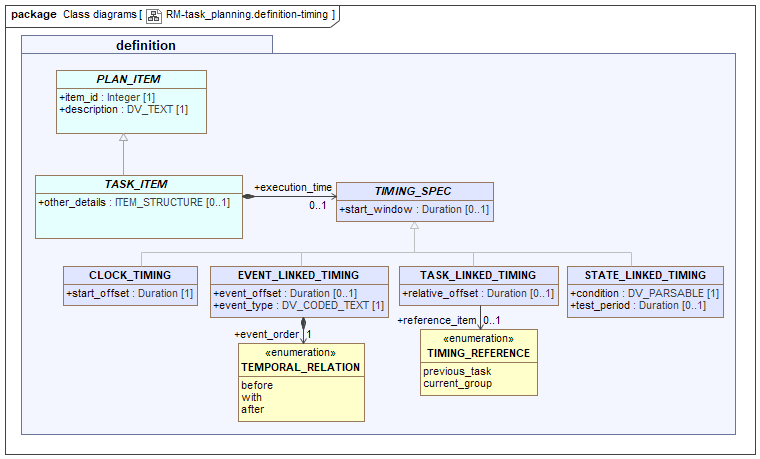 package Class diagrams [ RM-task_planning.definition-timing ]
definition
PLAN_ITEM
+item_id : Integer [1]
+description : DV_TEXT [1]
TASK_ITEM
+other_details : ITEM_STRUCTURE [0..1]
+execution_time
0..1
TIMING_SPEC
+start_window : Duration [0..1]
CLOCK_TIMING
+start_offset : Duration [1]
EVENT_LINKED_TIMING
+event_offset : Duration [0..1]
+event_type : DV_CODED_TEXT [1]
TASK_LINKED_TIMING
+relative_offset : Duration [0..1]
STATE_LINKED_TIMING
+condition : DV_PARSABLE [1]
+test_period : Duration [0..1]
+event_order 1
+reference_item 0..1
«enumeration»
TEMPORAL_RELATION
before
with
after
«enumeration»
TIMING_REFERENCE
previous_task
current_group